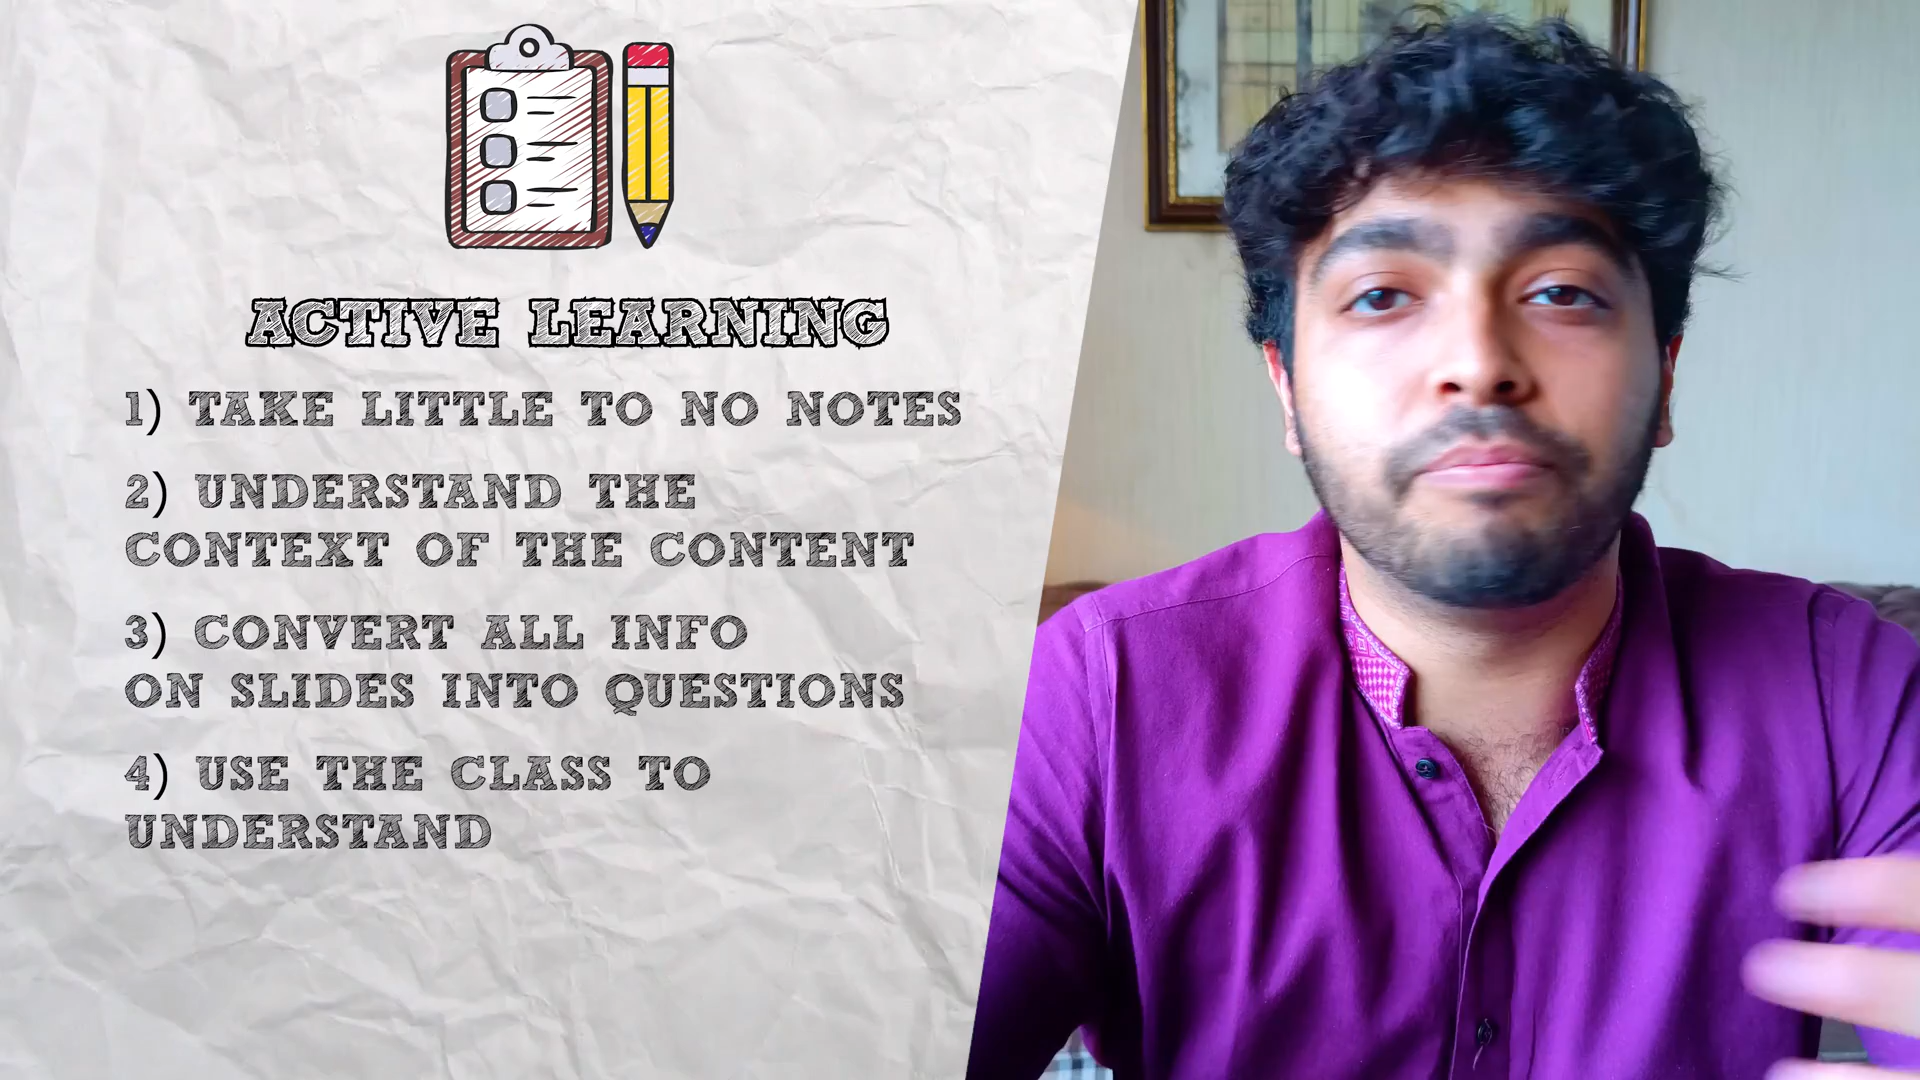 ACTIVE LEARNING
1) TAKE LITTLE TO NO NOTES
2) UNDERSTAND THE
CONTEXT OF THE CONTENT
3) CONVERT ALL INFO
ON SLIDES INTO QUESTIONS
4) USE THE CLASS TO
UNDERSTAND